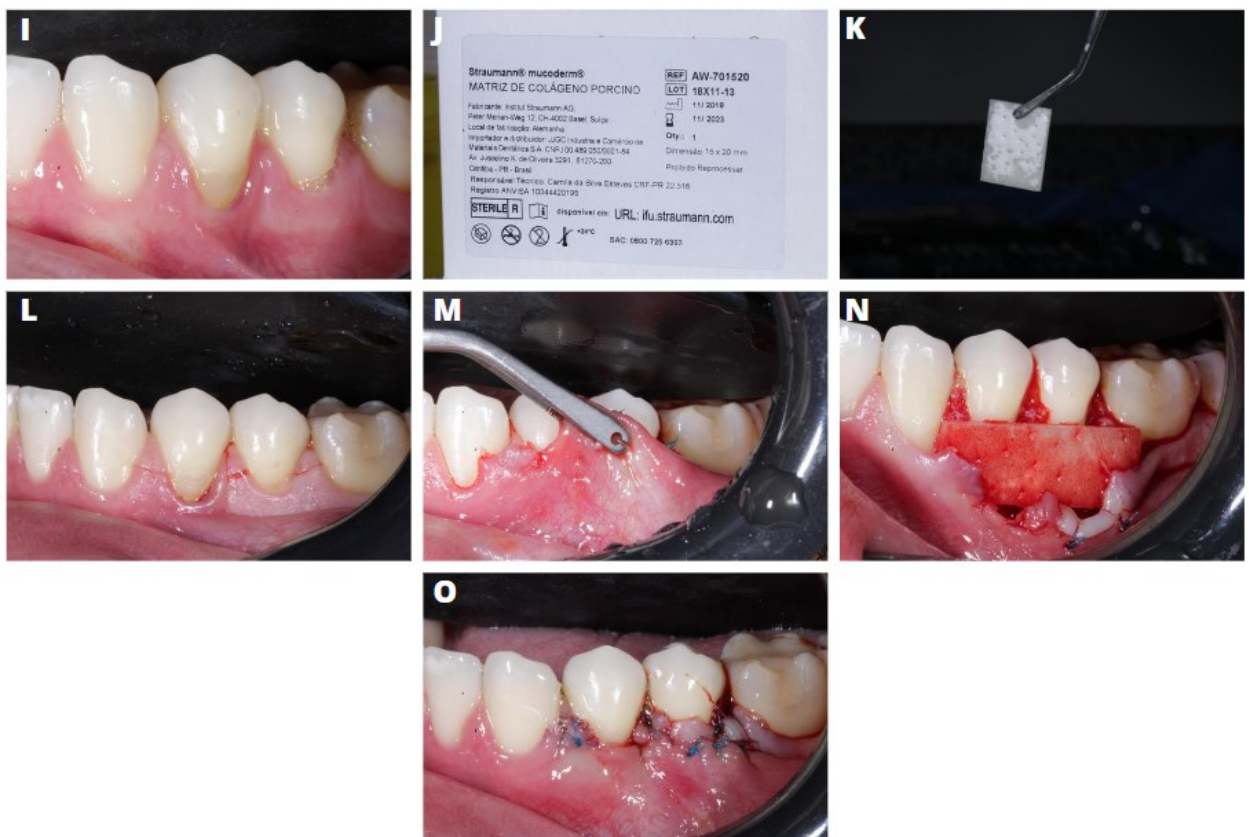 I
J
K
Straumann® mucoderm®
MATRIZ DE COLÁGENO PORCINO
Fabricante: Institut Straumann AG,
Peter Merian-Weg 12, CH-4002 Basel, Suíça
Local de fabricação: Alemanha
Importador e distribuidor: JJGC Indústria e Comércio de
Materiais Dentários S.A. CNPJ 00.489.050/0001-84
Av. Juscelino K. de Oliveira 3291, 81270-200
Curitiba - PR - Brasil
Responsável Técnico: Camila da Silva Esteves CRF-PR 22.516
Registro ANVISA 10344420195
REF AW-701520
LOT 18X11-13
11/ 2018
11/ 2023
Qty.: 1
Dimensão 15 x 20 mm
Proibido Reprocessar
STERILE R
disponível em: URL: ifu.straumann.com
+24°C
SAC: 0800 725 6393
L
M
N
O